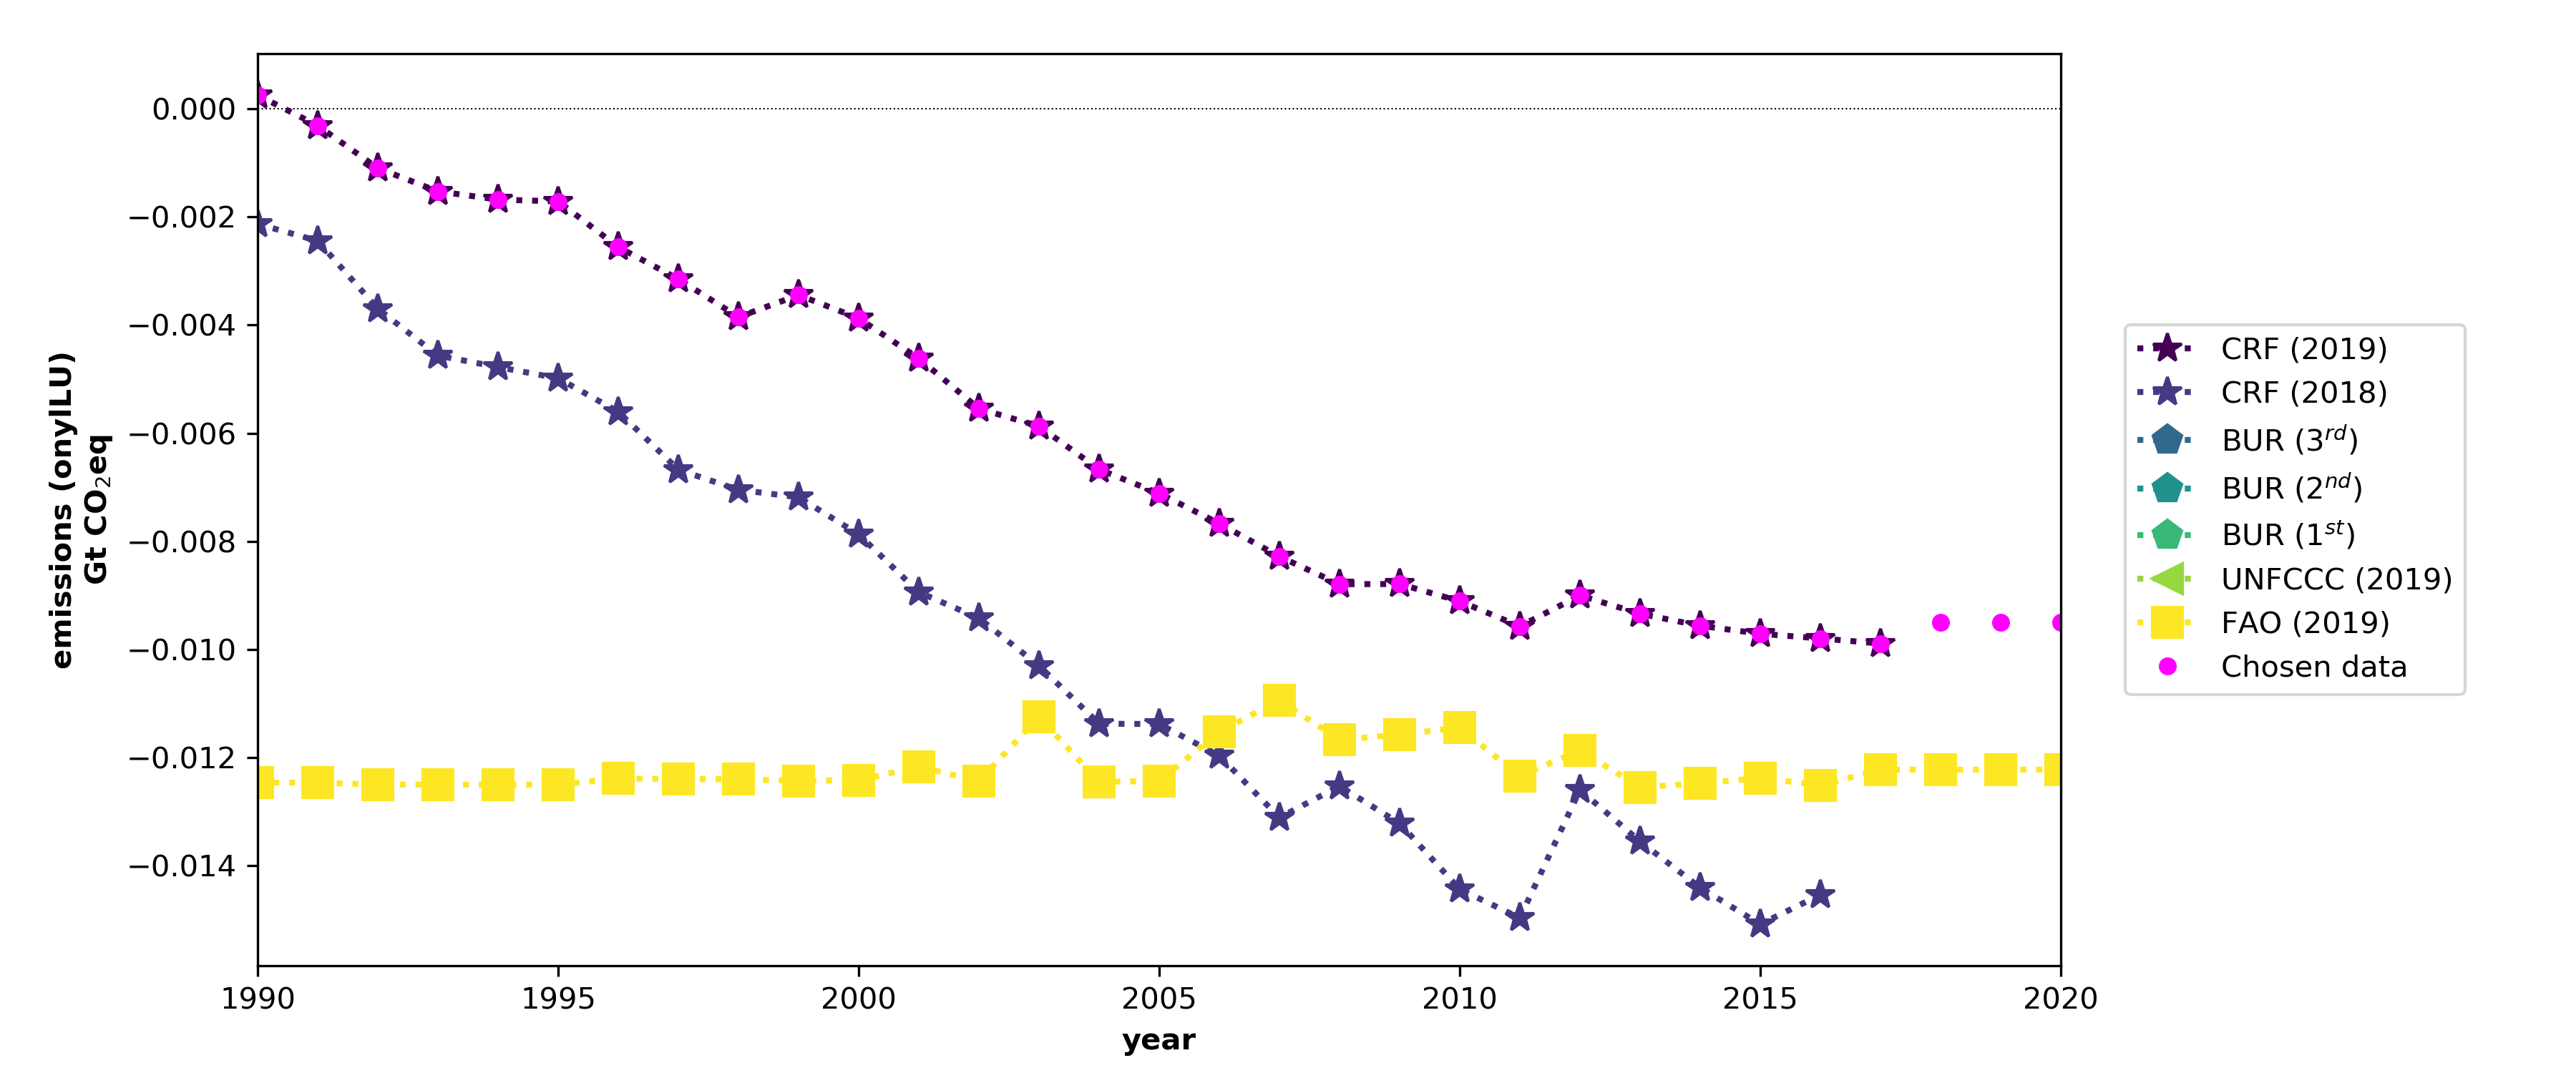 emissions (onylLU)
Gt CO₂eq
0.000
−0.002
−0.004
−0.006
−0.008
−0.010
−0.012
−0.014
1990 1995 2000 2005 2010 2015 2020
year
CRF (2019)
CRF (2018)
BUR (3rd)
BUR (2nd)
BUR (1st)
UNFCCC (2019)
FAO (2019)
Chosen data